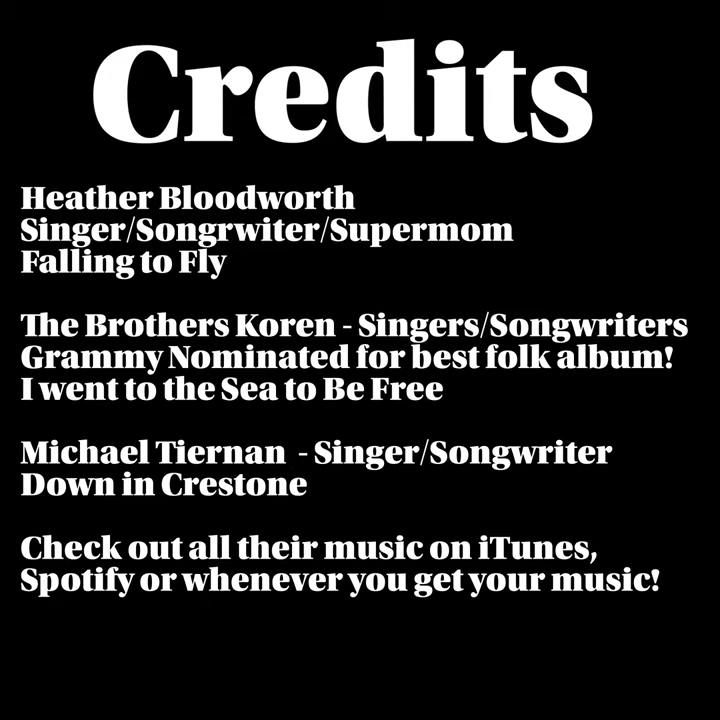 Credits
Heather Bloodworth
Singer/Songrwiter/Supermom
Falling to Fly
The Brothers Koren - Singers/Songwriters
Grammy Nominated for best folk album!
I went to the Sea to Be Free
Michael Tiernan - Singer/Songwriter
Down in Crestone
Check out all their music on iTunes,
Spotify or whenever you get your music!